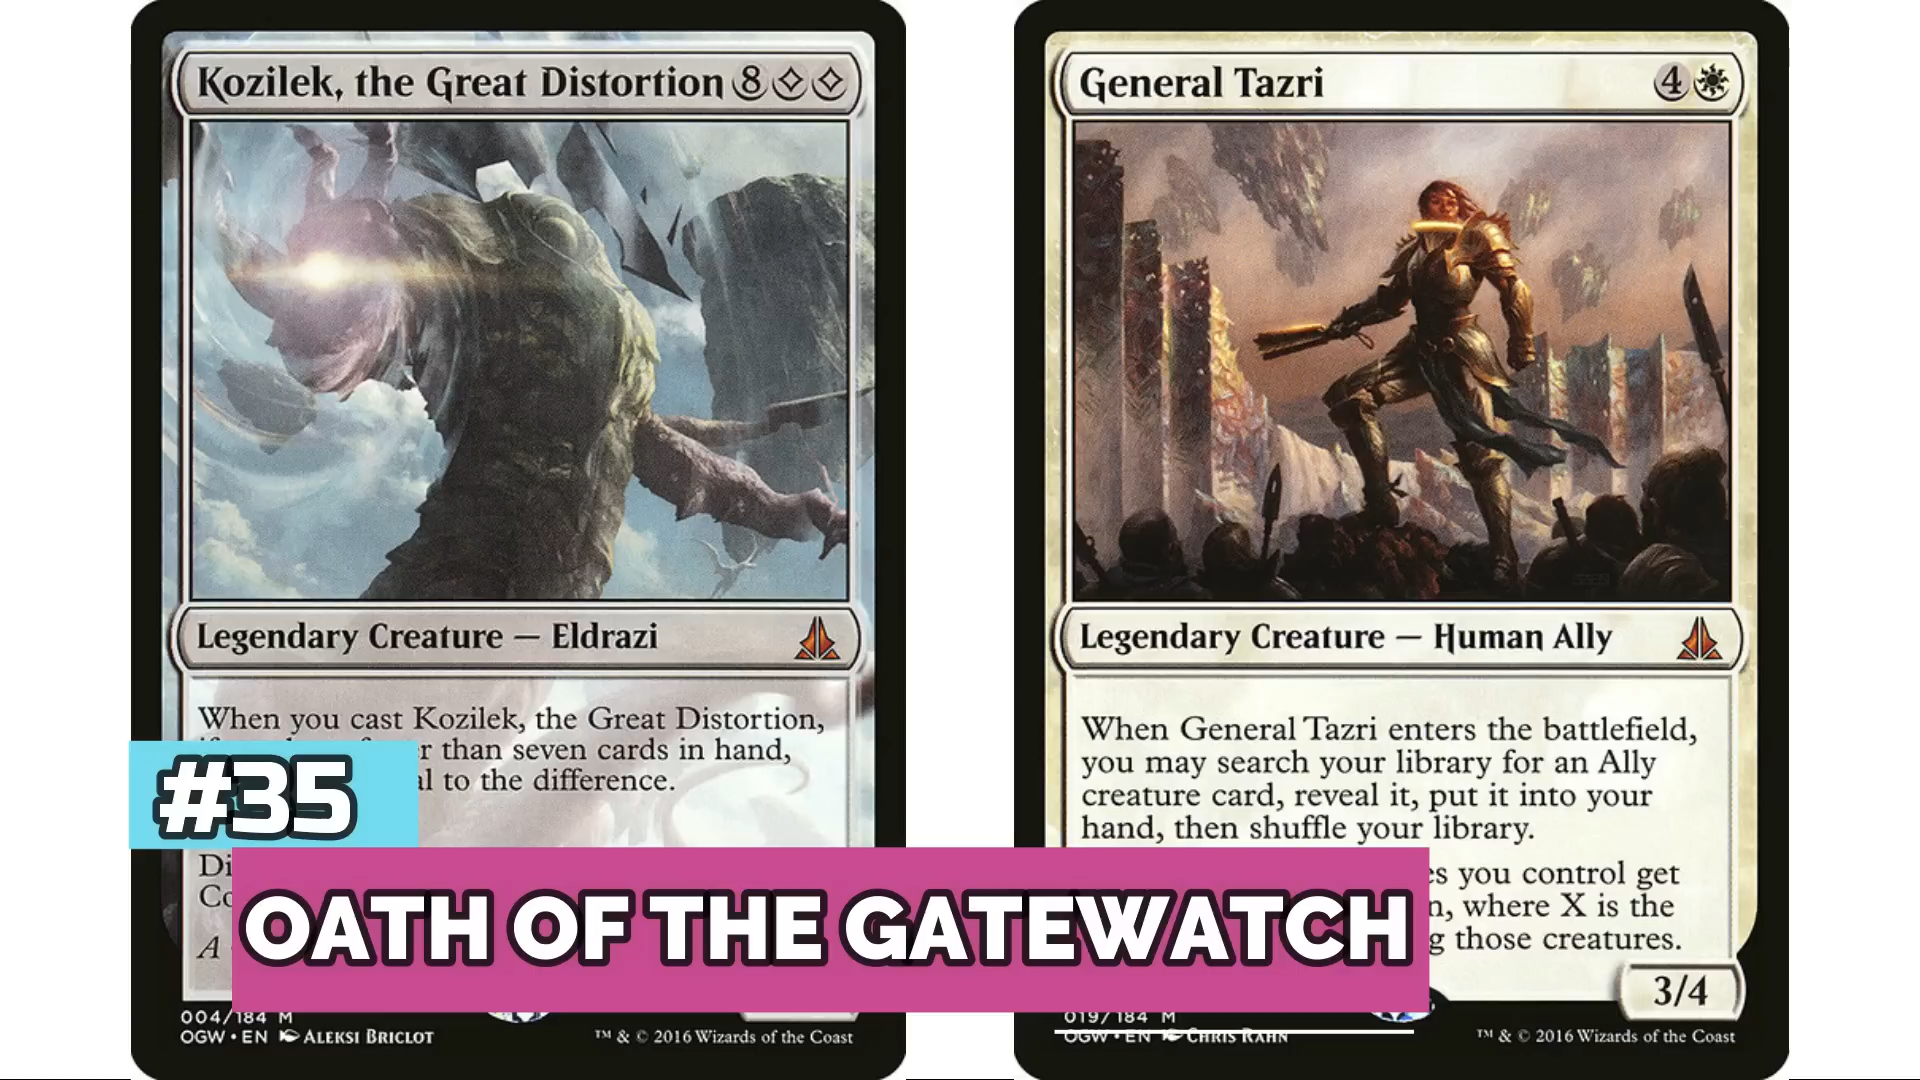 Kozilek, the Great Distortion 8
Legendary Creature — Eldrazi
When you cast Kozilek, the Great Distortion,
than seven cards in hand,
to the difference.
A
004/184 M
OGW • EN ALEKSI BRICLOT
™ & © 2016 Wizards of the Coast
General Tazri 4
Legendary Creature — Human Ally
When General Tazri enters the battlefield,
you may search your library for an Ally
creature card, reveal it, put it into your
hand, then shuffle your library.
you control get
where X is the
those creatures.
3/4
019/184 M
OGW • EN CHRIS RAHN
™ & © 2016 Wizards of the Coast
#35
OATH OF THE GATEWATCH